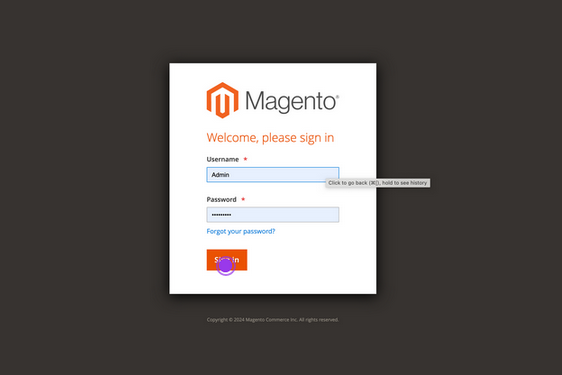 Magento®
Welcome, please sign in
Username *
Admin
Click to go back (⌘[), hold to see history
Password *
•••••••••
Forgot your password?
Sign in
Copyright © 2024 Magento Commerce Inc. All rights reserved.